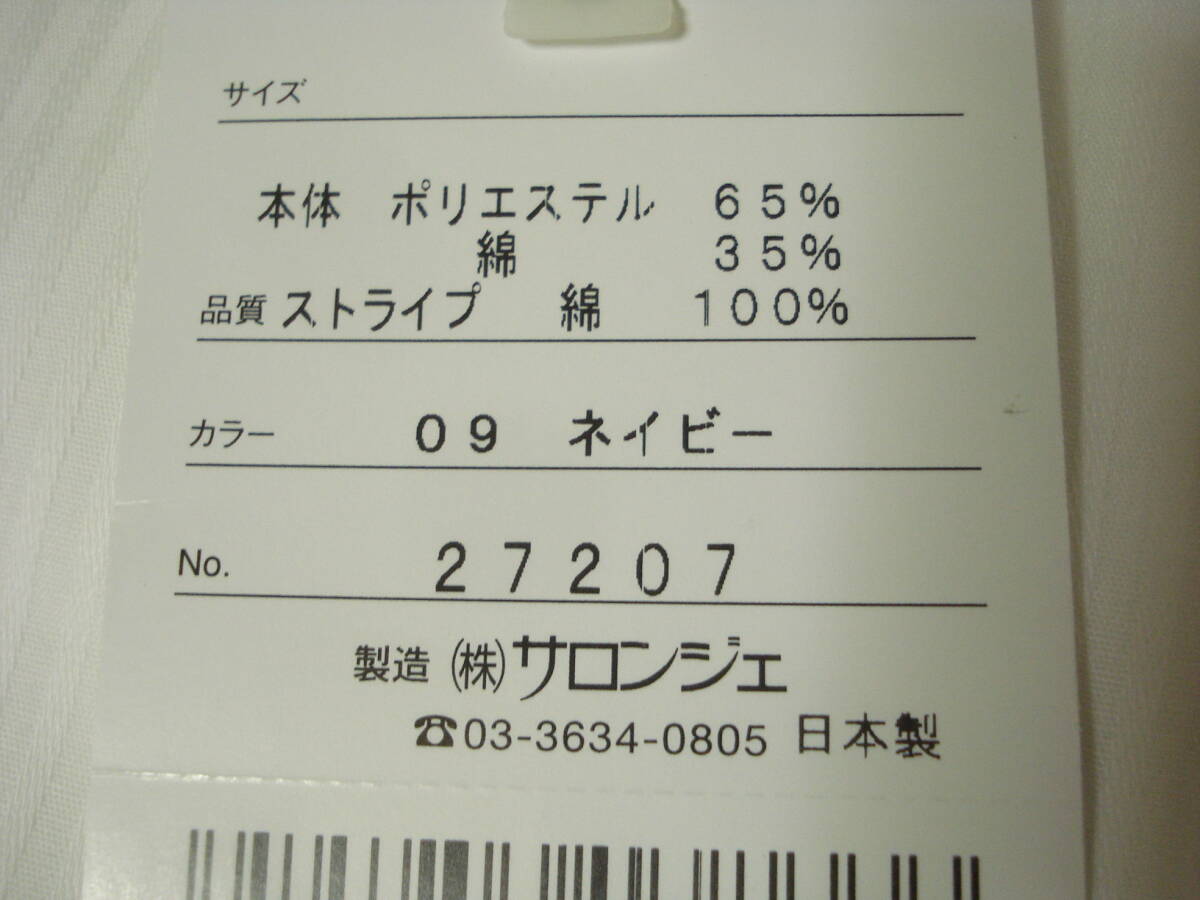 サイズ
本体 ポリエステル 65%
綿 35%
品質 ストライプ 綿 100%
カラー 09 ネイビー
No. 27207
製造 (株)サロンジェ
☎03-3634-0805 日本製